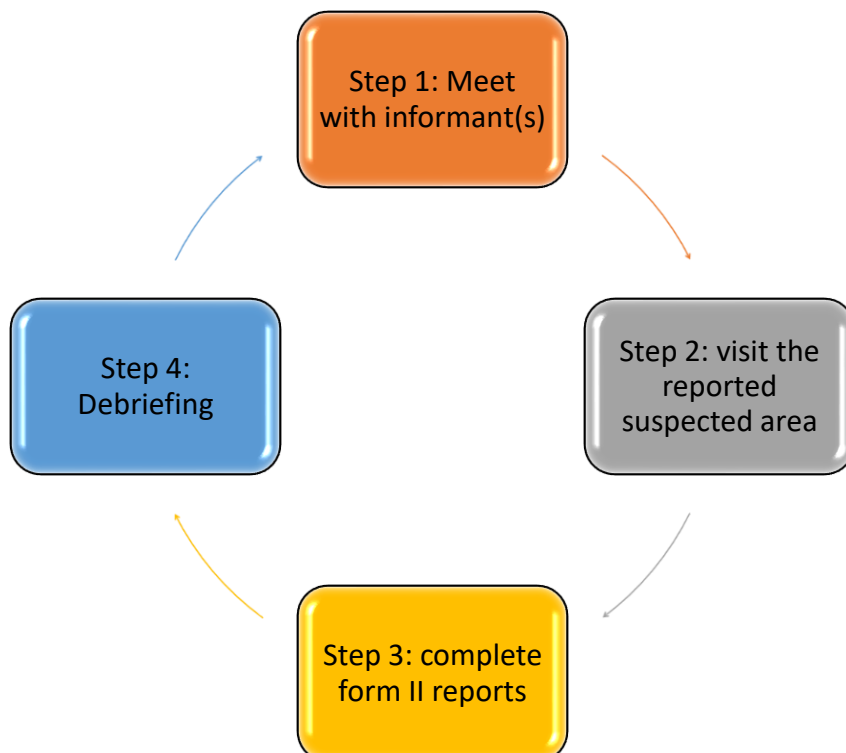 Step 1: Meet
with informant(s)
Step 2: visit the
reported
suspected area
Step 3: complete
form II reports
Step 4:
Debriefing